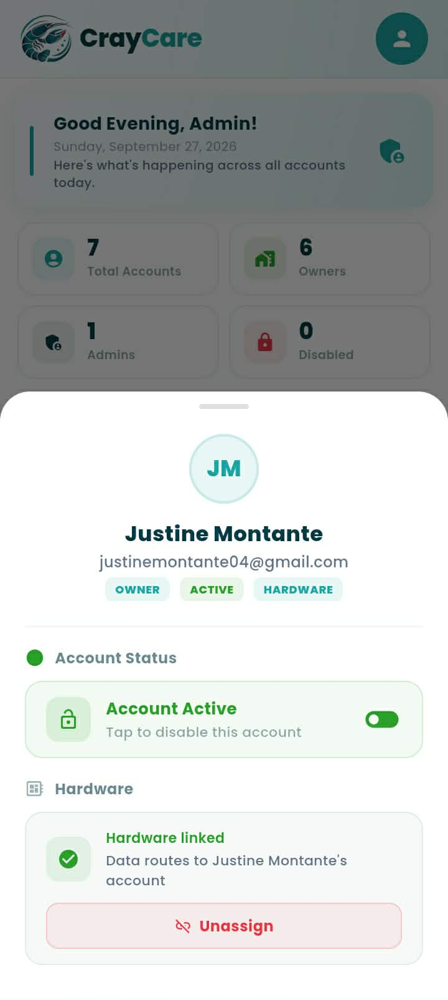 CrayCare
Good Evening, Admin!
Sunday, September 27, 2026
Here's what's happening across all accounts
today.
7
Total Accounts
6
Owners
1
Admins
0
Disabled
JM
Justine Montante
justinemontante04@gmail.com
OWNER
ACTIVE
HARDWARE
Account Status
Account Active
Tap to disable this account
Hardware
Hardware linked
Data routes to Justine Montante's
account
Unassign